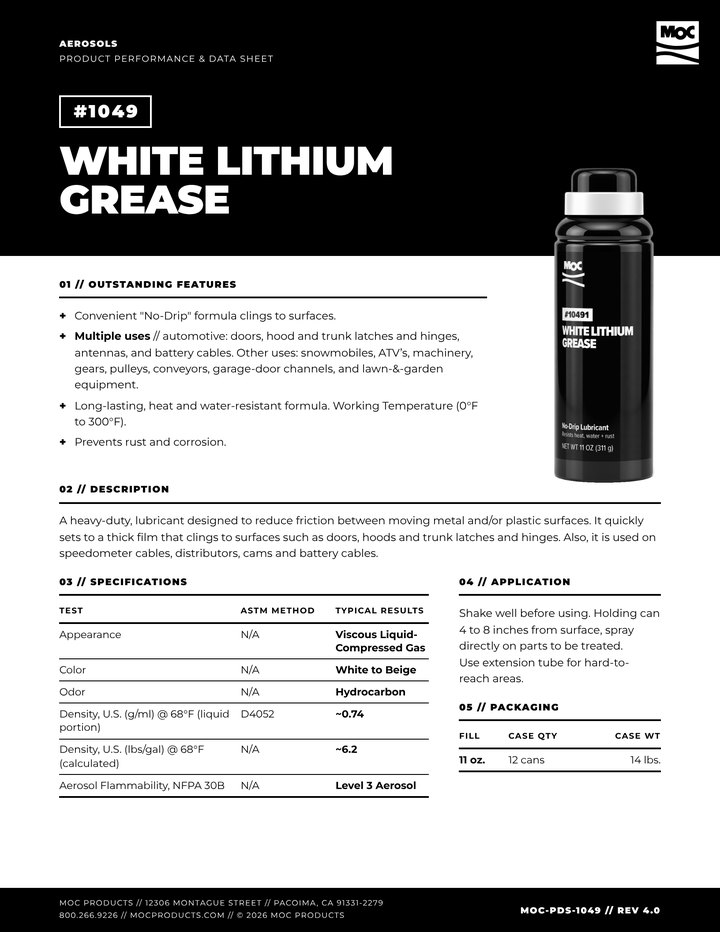 AEROSOLS
PRODUCT PERFORMANCE & DATA SHEET
MOC
#1049
WHITE LITHIUM
GREASE
MOC
#10491
WHITE LITHIUM
GREASE
No-Drip Lubricant
Resists heat, water + rust
NET WT 11 OZ (311 g)
01 // OUTSTANDING FEATURES
+ Convenient "No-Drip" formula clings to surfaces.
+ Multiple uses // automotive: doors, hood and trunk latches and hinges,
antennas, and battery cables. Other uses: snowmobiles, ATV's, machinery,
gears, pulleys, conveyors, garage-door channels, and lawn-&-garden
equipment.
+ Long-lasting, heat and water-resistant formula. Working Temperature (0°F
to 300°F).
+ Prevents rust and corrosion.
02 // DESCRIPTION
A heavy-duty, lubricant designed to reduce friction between moving metal and/or plastic surfaces. It quickly
sets to a thick film that clings to surfaces such as doors, hoods and trunk latches and hinges. Also, it is used on
speedometer cables, distributors, cams and battery cables.
03 // SPECIFICATIONS
TEST ASTM METHOD TYPICAL RESULTS
Appearance N/A Viscous Liquid-
Compressed Gas
Color N/A White to Beige
Odor N/A Hydrocarbon
Density, U.S. (g/ml) @ 68°F (liquid D4052 ~0.74
portion)
Density, U.S. (lbs/gal) @ 68°F N/A ~6.2
(calculated)
Aerosol Flammability, NFPA 30B N/A Level 3 Aerosol
04 // APPLICATION
Shake well before using. Holding can
4 to 8 inches from surface, spray
directly on parts to be treated.
Use extension tube for hard-to-
reach areas.
05 // PACKAGING
FILL CASE QTY CASE WT
11 oz. 12 cans 14 lbs.
MOC PRODUCTS // 12306 MONTAGUE STREET // PACOIMA, CA 91331-2279
800.266.9226 // MOCPRODUCTS.COM // © 2026 MOC PRODUCTS
MOC-PDS-1049 // REV 4.0